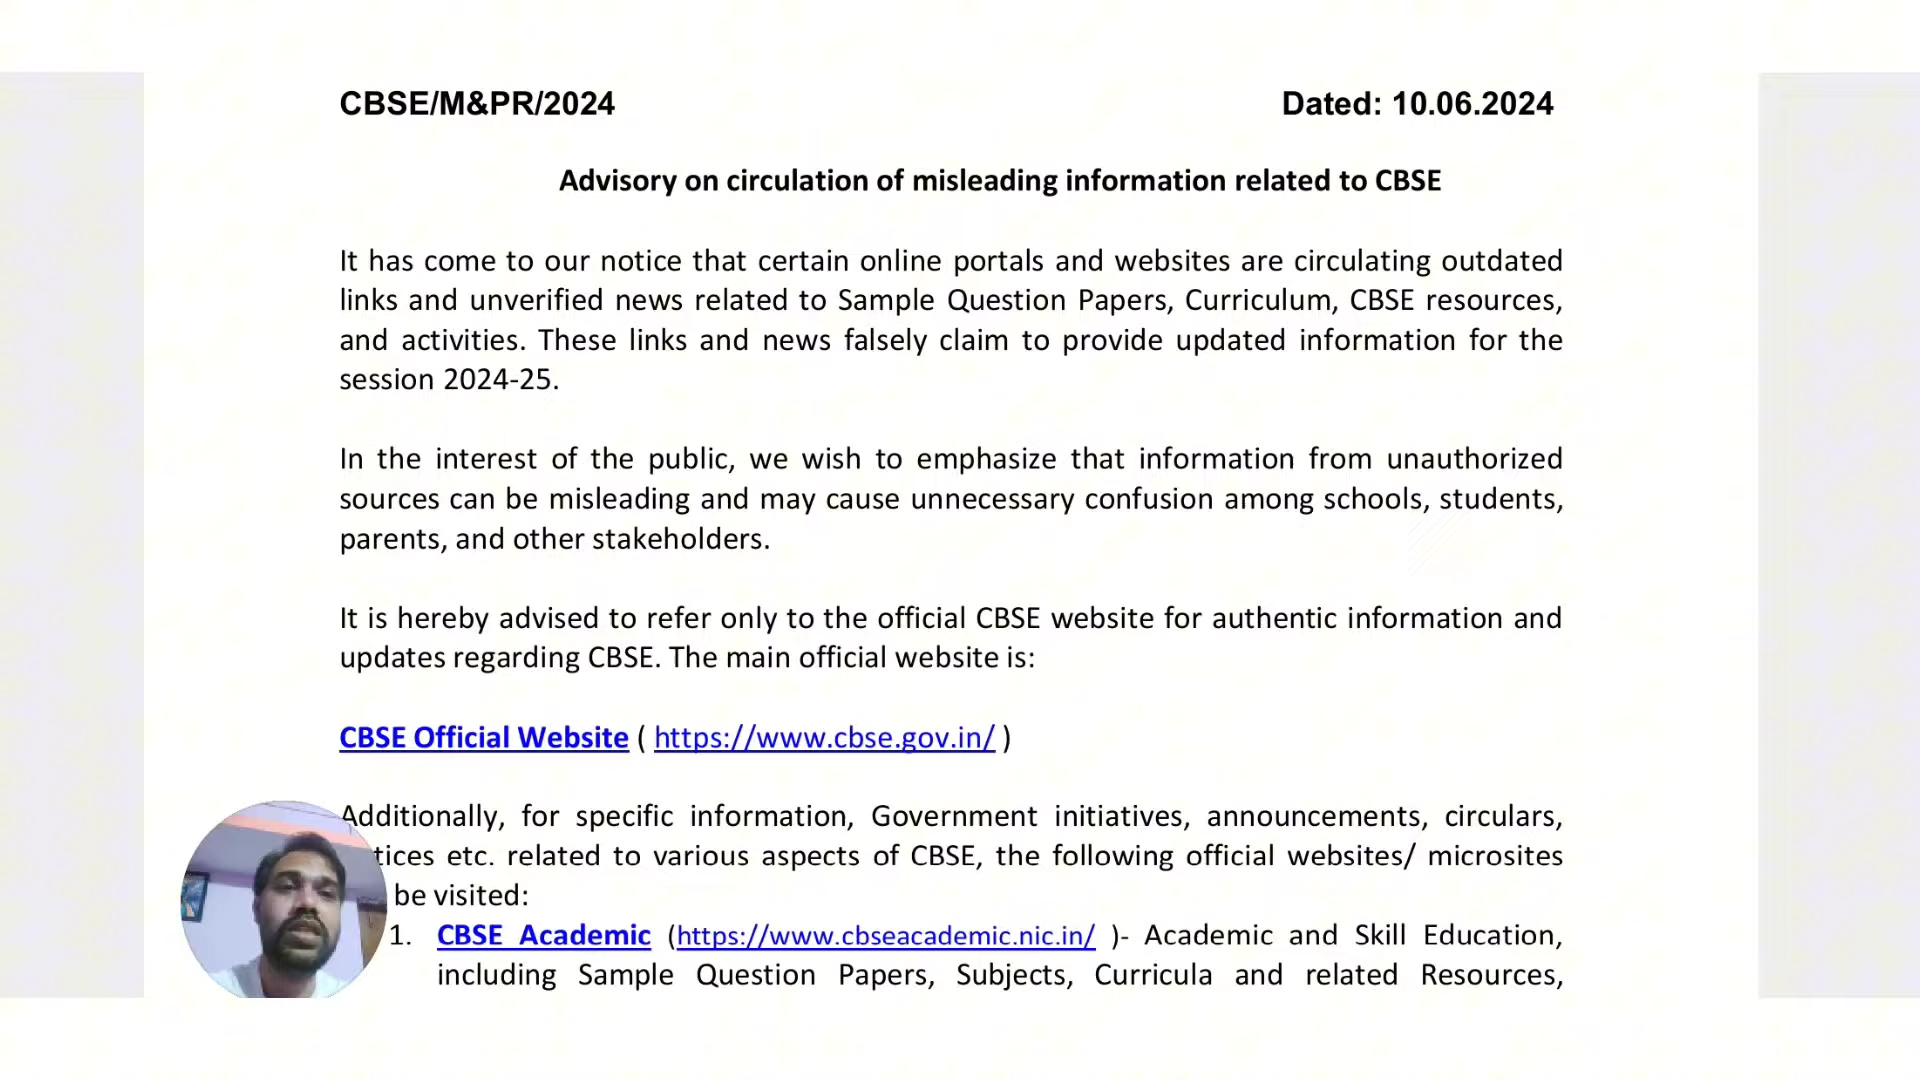 CBSE/M&PR/2024 Dated: 10.06.2024
Advisory on circulation of misleading information related to CBSE
It has come to our notice that certain online portals and websites are circulating outdated
links and unverified news related to Sample Question Papers, Curriculum, CBSE resources,
and activities. These links and news falsely claim to provide updated information for the
session 2024-25.
In the interest of the public, we wish to emphasize that information from unauthorized
sources can be misleading and may cause unnecessary confusion among schools, students,
parents, and other stakeholders.
It is hereby advised to refer only to the official CBSE website for authentic information and
updates regarding CBSE. The main official website is:
CBSE Official Website ( https://www.cbse.gov.in/ )
Additionally, for specific information, Government initiatives, announcements, circulars,
tices etc. related to various aspects of CBSE, the following official websites/ microsites
be visited:
1. CBSE Academic (https://www.cbseacademic.nic.in/ )- Academic and Skill Education,
including Sample Question Papers, Subjects, Curricula and related Resources,